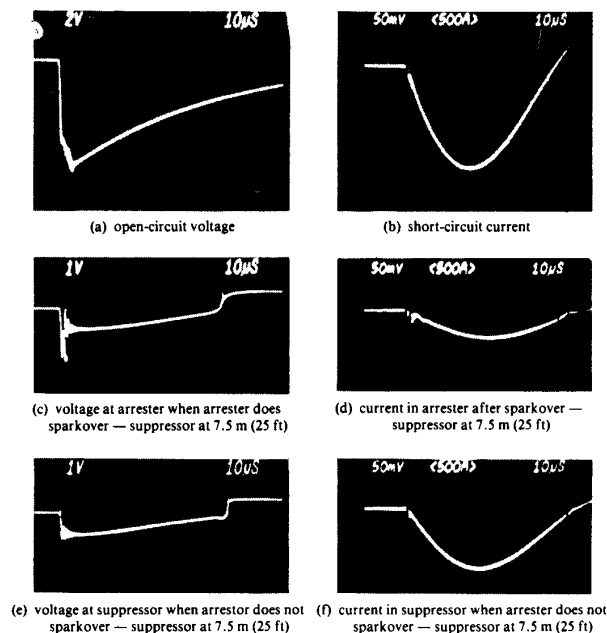 2V 10µS
50mV <500A> 10µS
(a) open-circuit voltage
(b) short-circuit current
1V 10µS
50mV <500A> 10µS
(c) voltage at arrester when arrester does
sparkover — suppressor at 7.5 m (25 ft)
(d) current in arrester after sparkover —
suppressor at 7.5 m (25 ft)
1V 10µS
50mV <500A> 10µS
(e) voltage at suppressor when arrestor does not
sparkover — suppressor at 7.5 m (25 ft)
(f) current in suppressor when arrester does not
sparkover — suppressor at 7.5 m (25 ft)